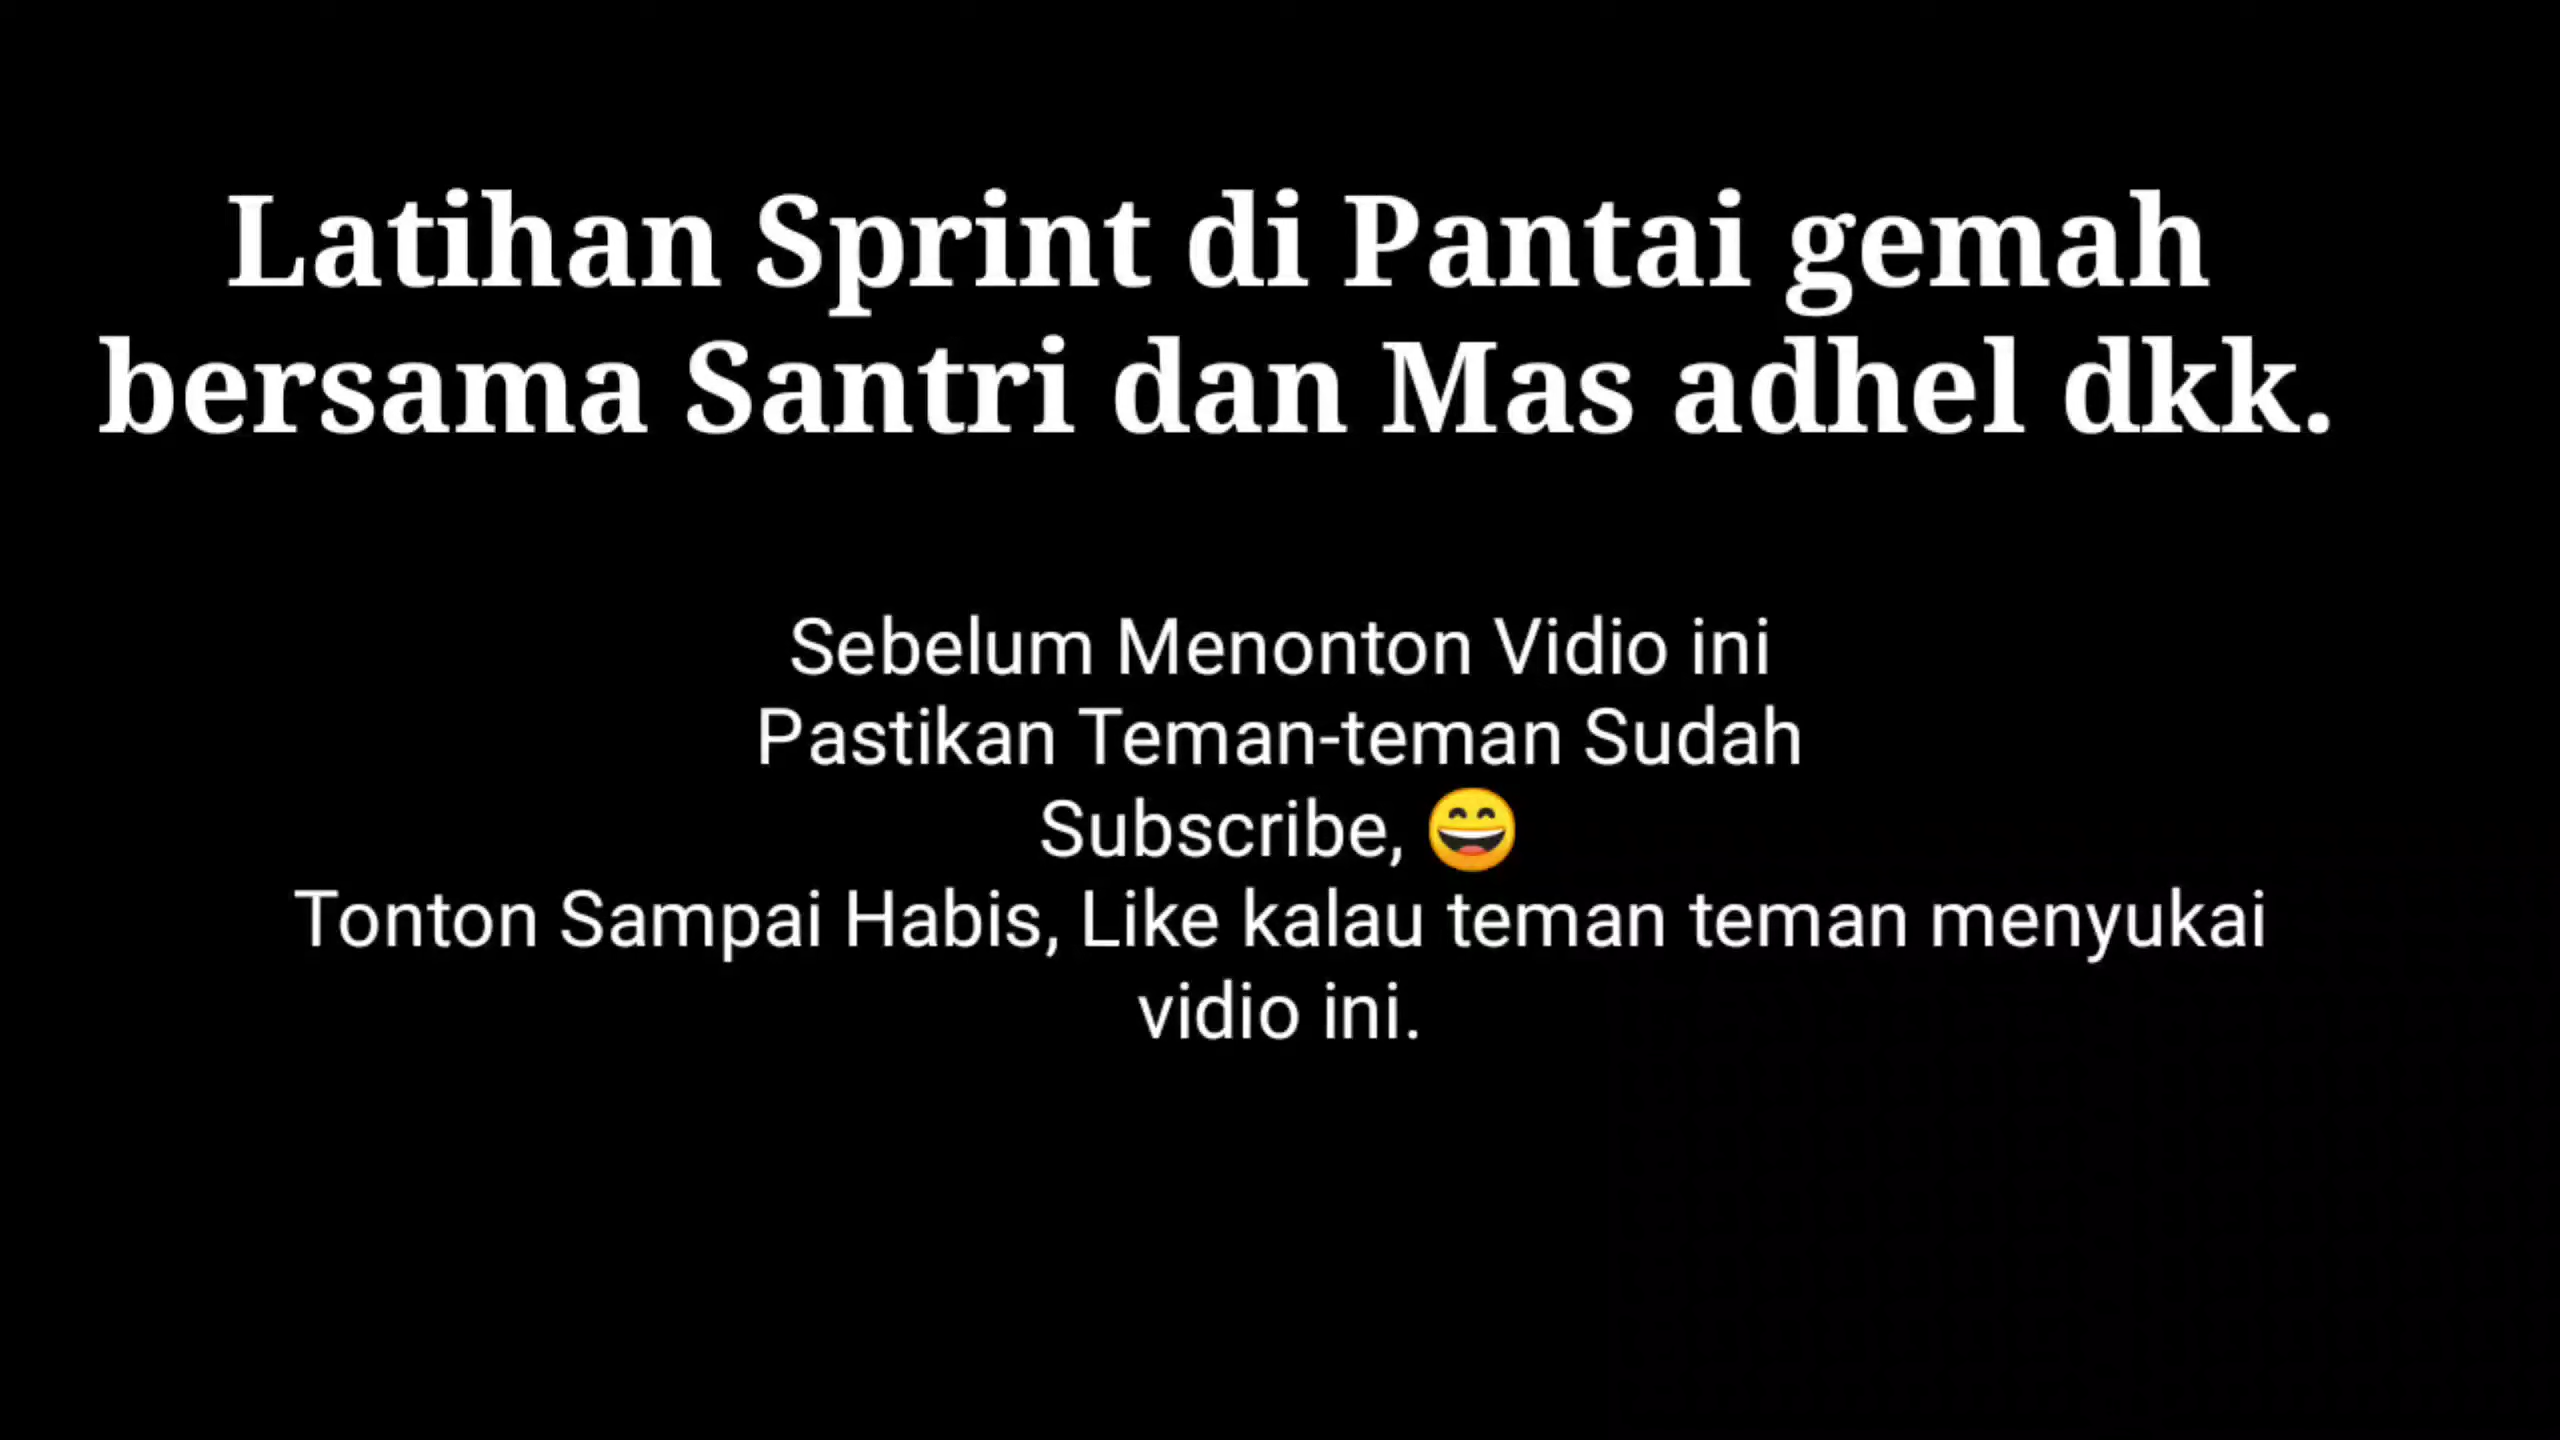 Latihan Sprint di Pantai gemah
bersama Santri dan Mas adhel dkk.
Sebelum Menonton Vidio ini
Pastikan Teman-teman Sudah
Subscribe, 😄
Tonton Sampai Habis, Like kalau teman teman menyukai
vidio ini.